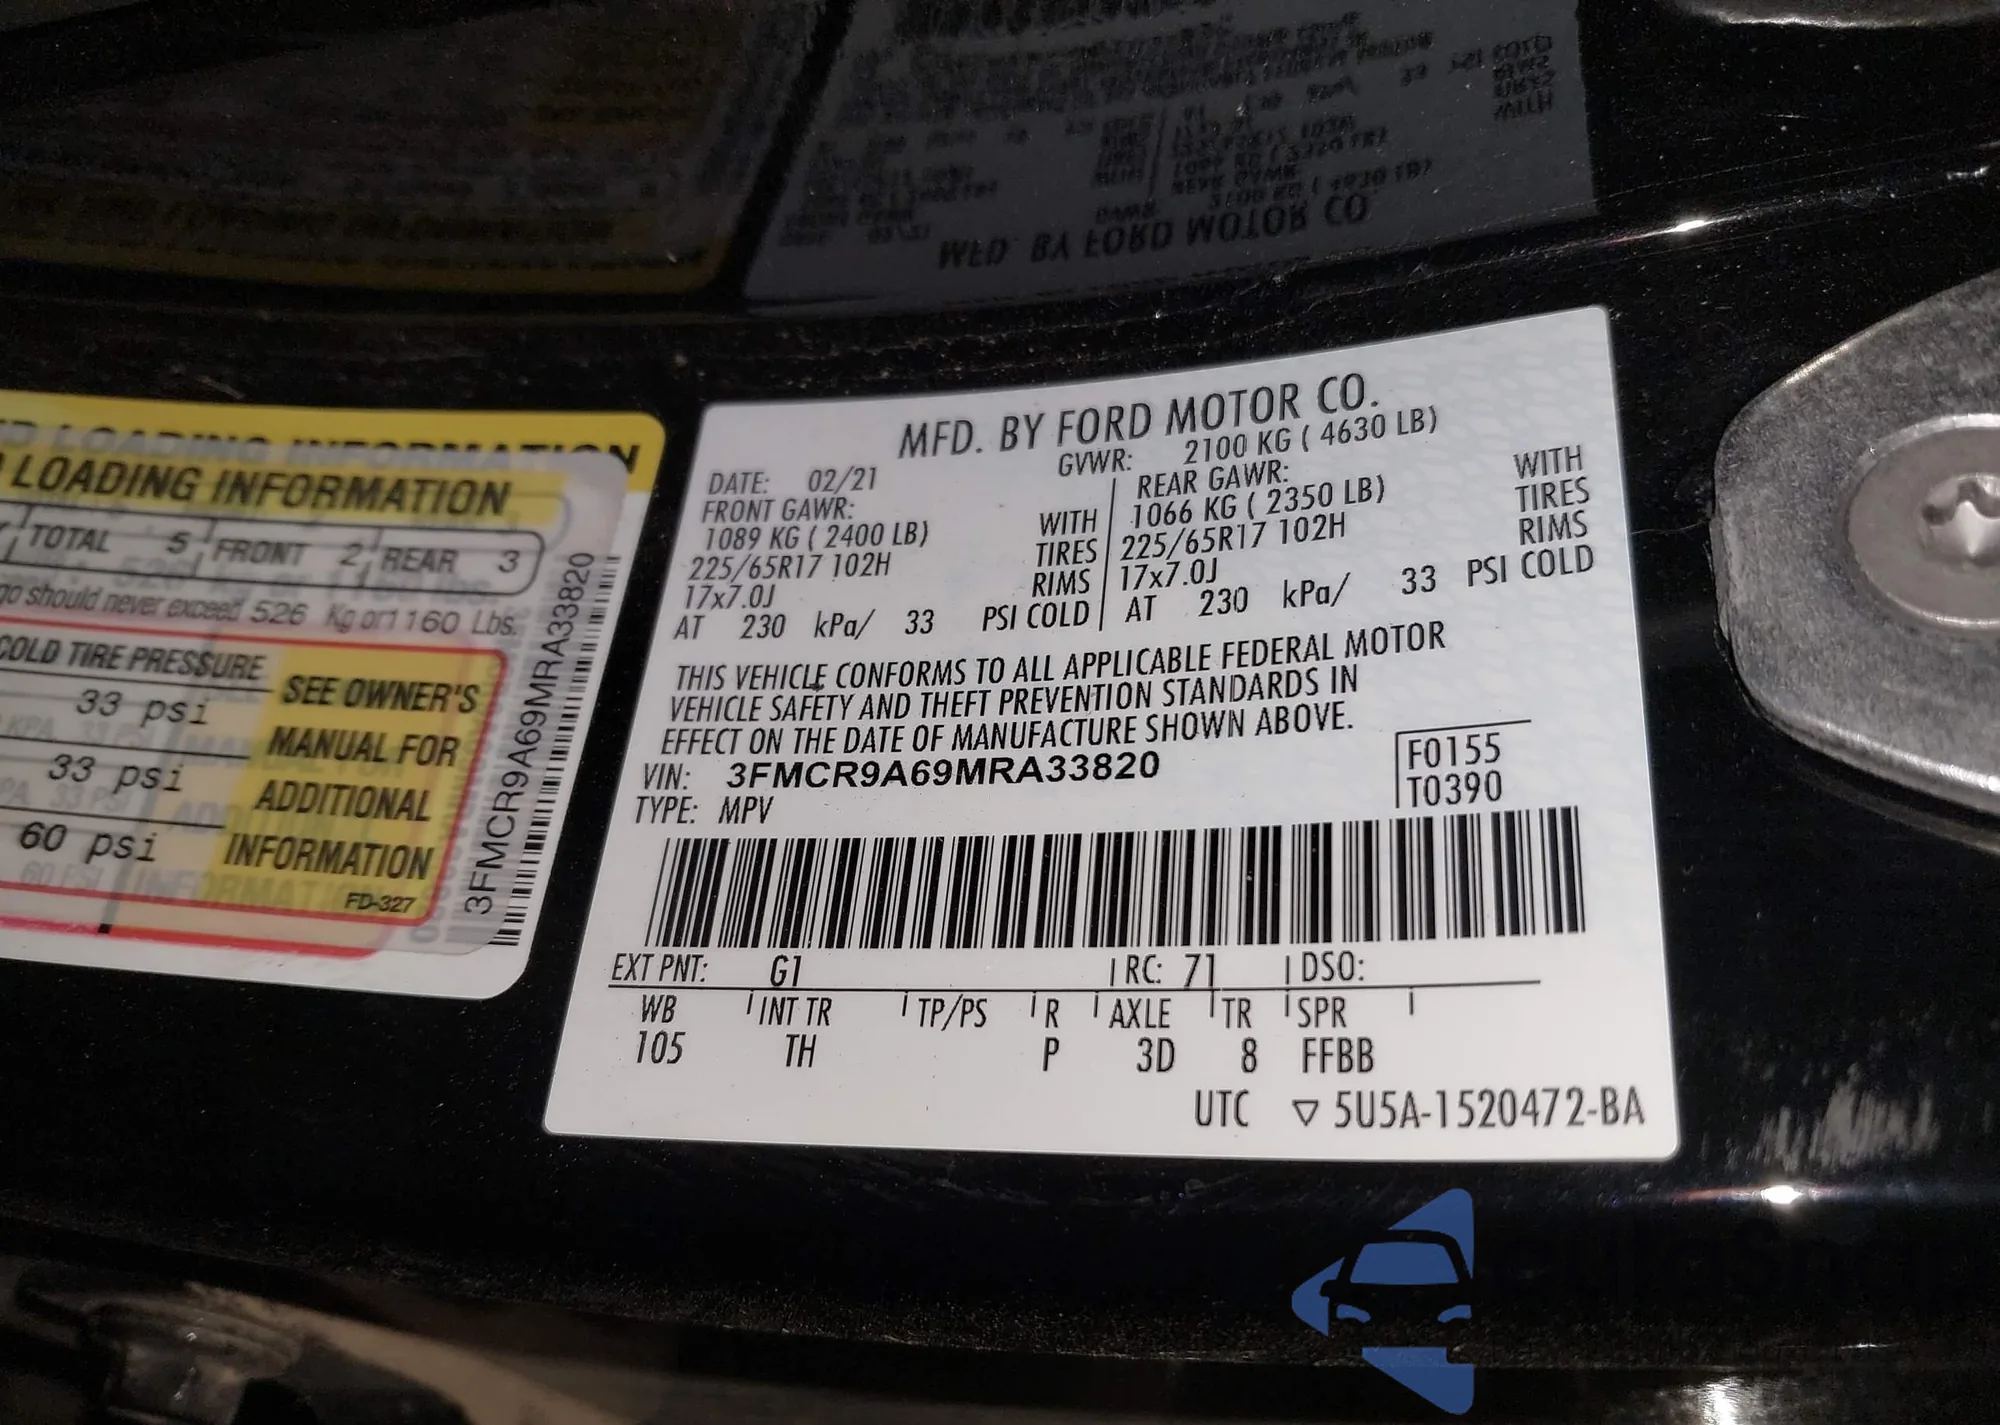 LOADING INFORMATION
TOTAL 5 FRONT 2 REAR 3
should never exceed 526 Kg or 1160 Lbs.
COLD TIRE PRESSURE
33 psi
33 psi
60 psi
SEE OWNER'S
MANUAL FOR
ADDITIONAL
INFORMATION
FD-327
3FMCR9A69MRA33820
MFD. BY FORD MOTOR CO.
DATE: 02/21 GVWR: 2100 KG ( 4630 LB)
FRONT GAWR: REAR GAWR:
1089 KG ( 2400 LB) WITH 1066 KG ( 2350 LB) WITH
225/65R17 102H TIRES 225/65R17 102H TIRES
17x7.0J RIMS 17x7.0J RIMS
AT 230 kPa/ 33 PSI COLD AT 230 kPa/ 33 PSI COLD
THIS VEHICLE CONFORMS TO ALL APPLICABLE FEDERAL MOTOR
VEHICLE SAFETY AND THEFT PREVENTION STANDARDS IN
EFFECT ON THE DATE OF MANUFACTURE SHOWN ABOVE.
VIN: 3FMCR9A69MRA33820 F0155
TYPE: MPV T0390
EXT PNT: G1 RC: 71 DSO:
WB INT TR TP/PS R AXLE TR SPR
105 TH P 3D 8 FFBB
UTC ▽ 5U5A-1520472-BA